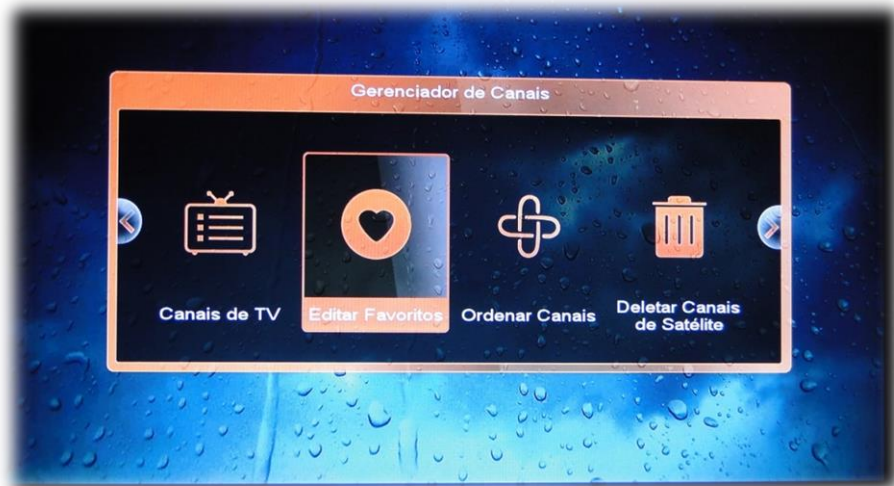 Gerenciador de Canais
Canais de TV
Editar Favoritos
Ordenar Canais
Deletar Canais
de Satélite